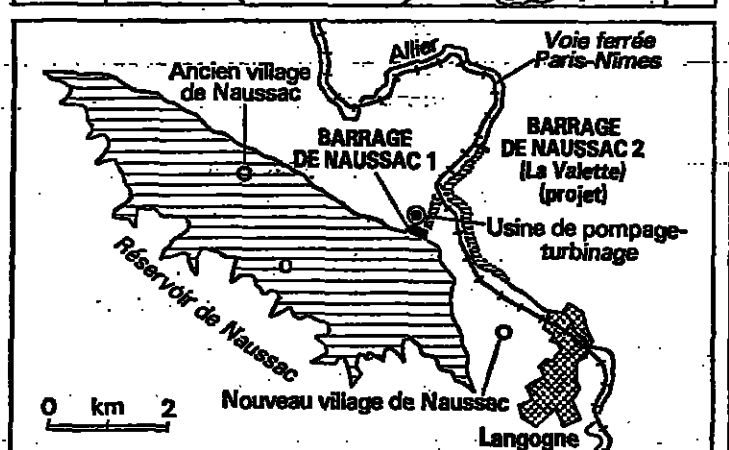 Allier
Voie ferrée
Paris-Nîmes
Ancien village
de Naussac
BARRAGE
DE NAUSSAC 1
BARRAGE
DE NAUSSAC 2
(La Valette)
(projet)
Usine de pompage-
turbinage
Réservoir de Naussac
0 km 2
Nouveau village de Naussac
Langogne